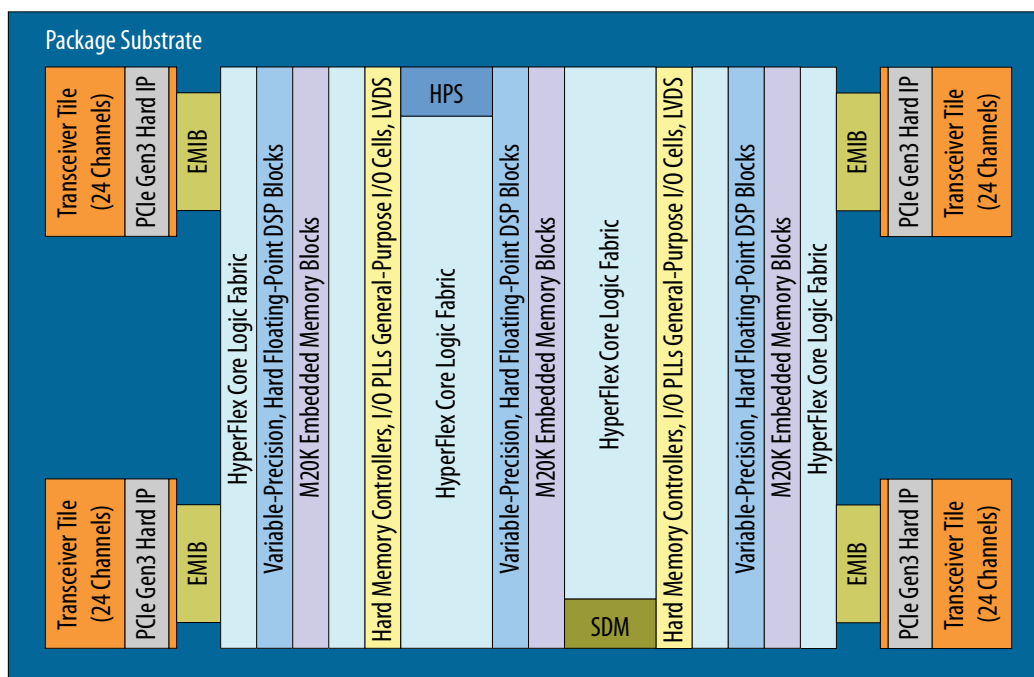 Package Substrate
Transceiver Tile
(24 Channels)
PCIe Gen3 Hard IP
EMIB
Transceiver Tile
(24 Channels)
PCIe Gen3 Hard IP
EMIB
HyperFlex Core Logic Fabric
Variable-Precision, Hard Floating-Point DSP Blocks
M20K Embedded Memory Blocks
Hard Memory Controllers, I/O PLLs General-Purpose I/O Cells, LVDS
HPS
HyperFlex Core Logic Fabric
Variable-Precision, Hard Floating-Point DSP Blocks
M20K Embedded Memory Blocks
HyperFlex Core Logic Fabric
SDM
Hard Memory Controllers, I/O PLLs General-Purpose I/O Cells, LVDS
Variable-Precision, Hard Floating-Point DSP Blocks
M20K Embedded Memory Blocks
HyperFlex Core Logic Fabric
EMIB
PCIe Gen3 Hard IP
Transceiver Tile
(24 Channels)
EMIB
PCIe Gen3 Hard IP
Transceiver Tile
(24 Channels)